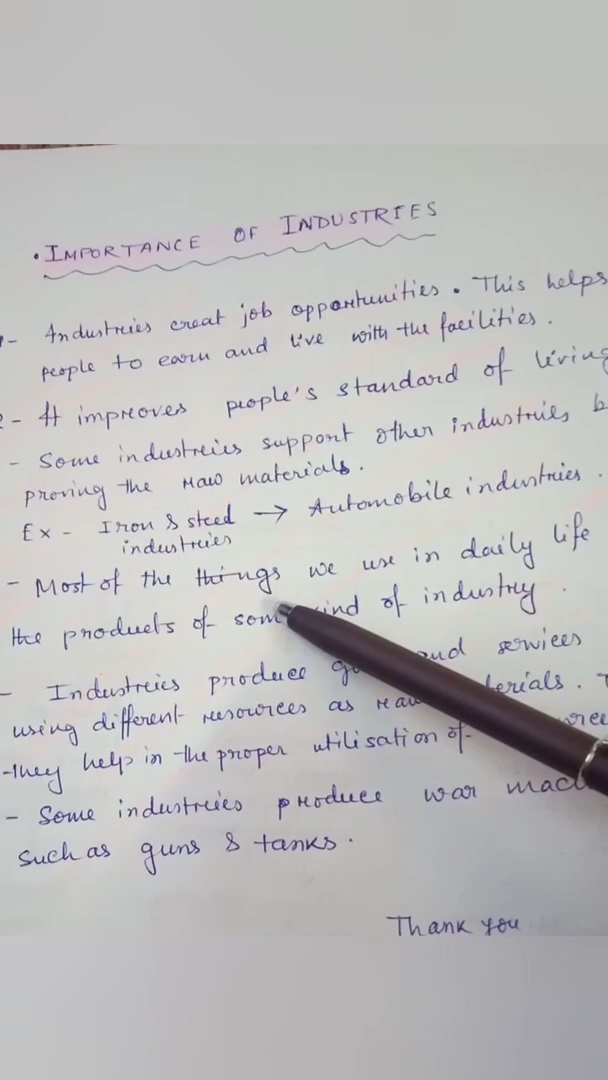 • IMPORTANCE OF INDUSTRIES
- Industries creat job opportunities. This helps
people to earn and live with the facilities.
2 - It improves people's standard of living
- Some industries support other industries
proving the raw materials.
Ex - Iron & steel → Automobile industries.
industries
- Most of the things we use in daily life
the products of kind of industry.
- Industries produce and services
using different resources as materials.
they help in the proper utilisation of
- Some industries produce war
such as guns & tanks.
Thank you